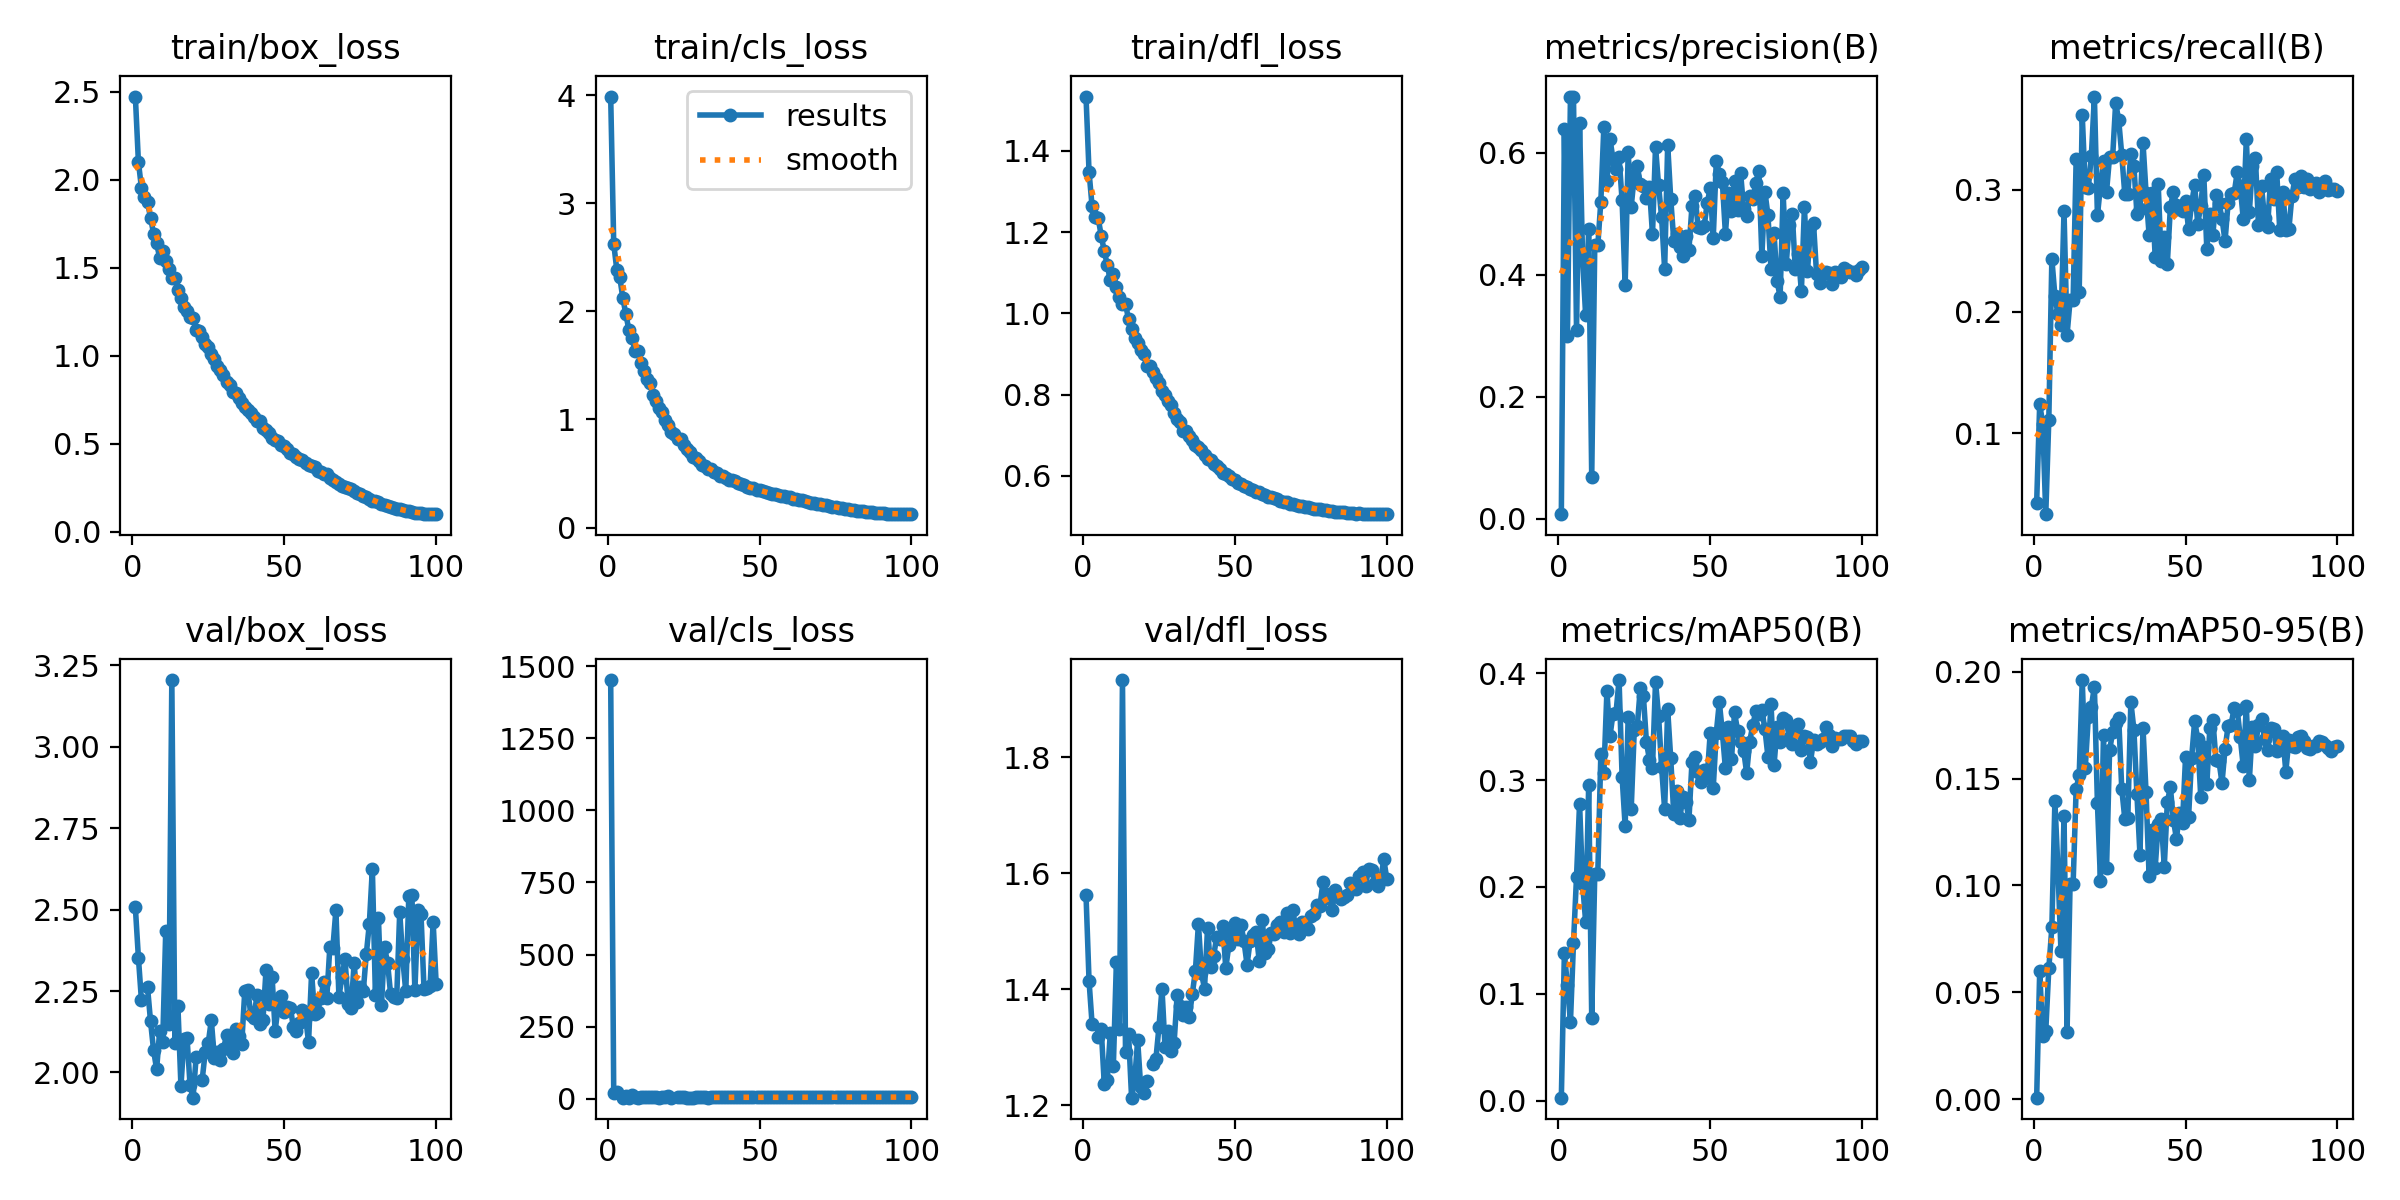 train/box_loss
2.5
2.0
1.5
1.0
0.5
0.0
0 50 100
train/cls_loss
results
smooth
4
3
2
1
0
0 50 100
train/dfl_loss
1.4
1.2
1.0
0.8
0.6
0 50 100
metrics/precision(B)
0.6
0.4
0.2
0.0
0 50 100
metrics/recall(B)
0.3
0.2
0.1
0 50 100
val/box_loss
3.25
3.00
2.75
2.50
2.25
2.00
0 50 100
val/cls_loss
1500
1250
1000
750
500
250
0
0 50 100
val/dfl_loss
1.8
1.6
1.4
1.2
0 50 100
metrics/mAP50(B)
0.4
0.3
0.2
0.1
0.0
0 50 100
metrics/mAP50-95(B)
0.20
0.15
0.10
0.05
0.00
0 50 100